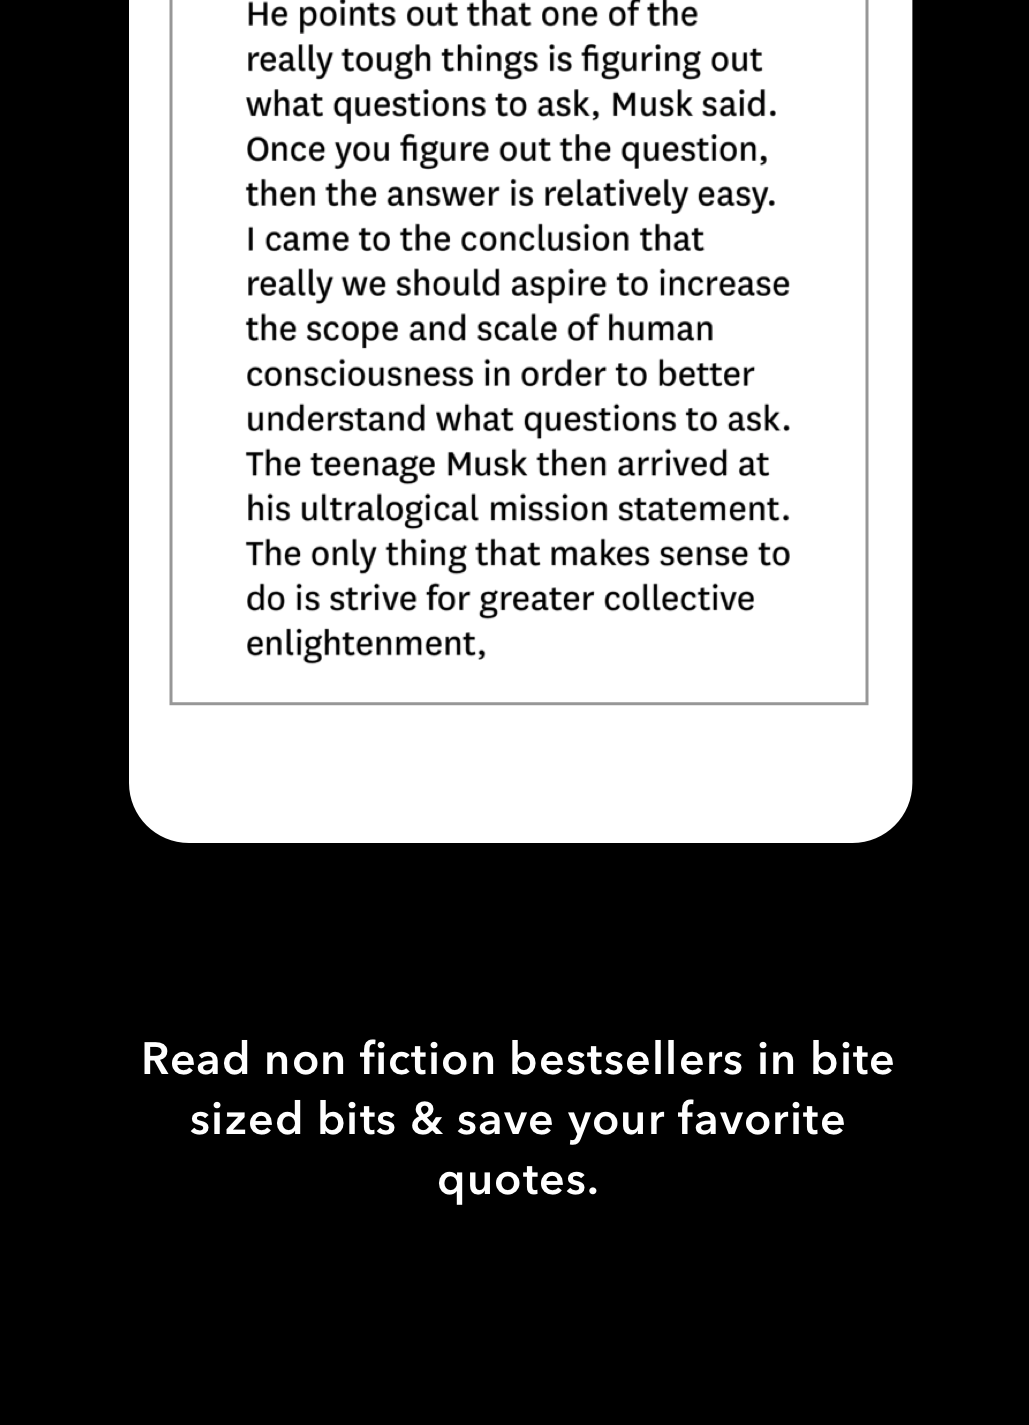 He points out that one of the
really tough things is figuring out
what questions to ask, Musk said.
Once you figure out the question,
then the answer is relatively easy.
I came to the conclusion that
really we should aspire to increase
the scope and scale of human
consciousness in order to better
understand what questions to ask.
The teenage Musk then arrived at
his ultralogical mission statement.
The only thing that makes sense to
do is strive for greater collective
enlightenment,
Read non fiction bestsellers in bite
sized bits & save your favorite
quotes.